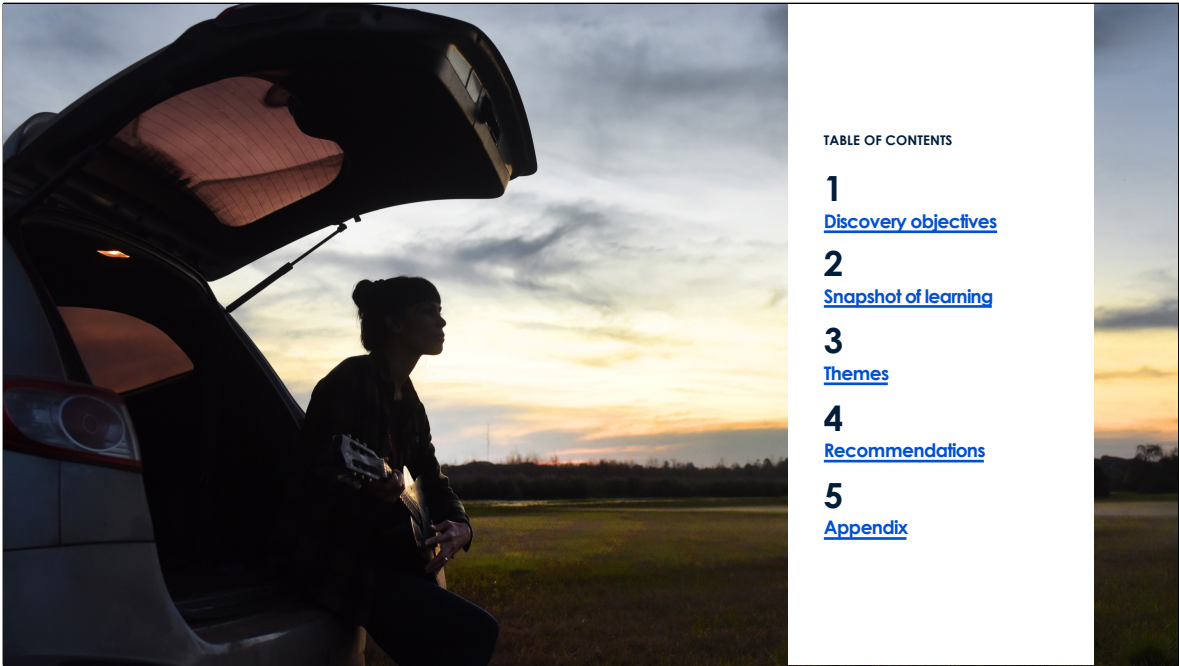 TABLE OF CONTENTS
1
Discovery objectives
2
Snapshot of learning
3
Themes
4
Recommendations
5
Appendix